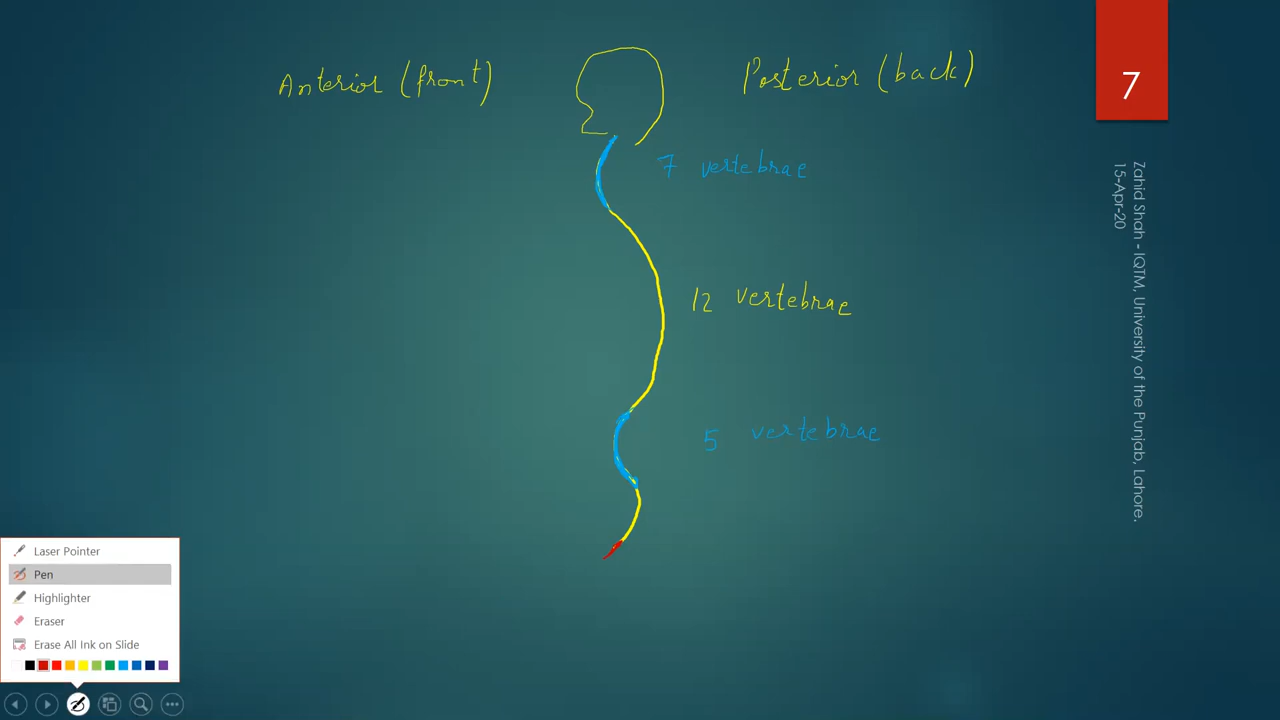 Anterior (front)
Posterior (back)
7
7 vertebrae
Zahid Shah - IQTM, University of the Punjab, Lahore.
15-Apr-20
12 vertebrae
5 vertebrae
Laser Pointer
Pen
Highlighter
Eraser
Erase All Ink on Slide